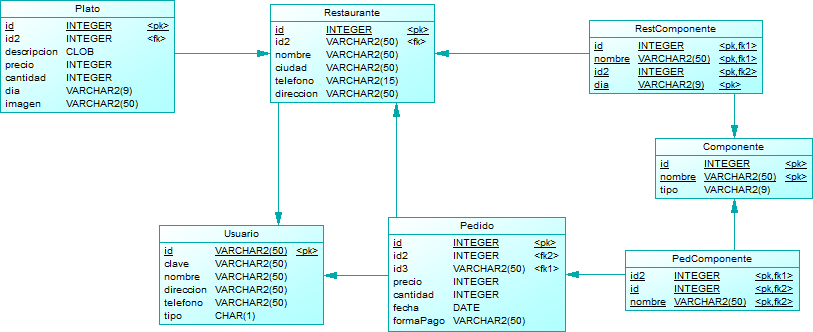 Plato
id INTEGER <pk>
id2 INTEGER <fk>
descripcion CLOB
precio INTEGER
cantidad INTEGER
dia VARCHAR2(9)
imagen VARCHAR2(50)
Restaurante
id INTEGER <pk>
id2 VARCHAR2(50) <fk>
nombre VARCHAR2(50)
ciudad VARCHAR2(50)
telefono VARCHAR2(15)
direccion VARCHAR2(50)
RestComponente
id INTEGER <pk,fk1>
nombre VARCHAR2(50) <pk,fk1>
id2 INTEGER <pk,fk2>
dia VARCHAR2(9) <pk>
Componente
id INTEGER <pk>
nombre VARCHAR2(50) <pk>
tipo VARCHAR2(9)
Usuario
id VARCHAR2(50) <pk>
clave VARCHAR2(50)
nombre VARCHAR2(50)
direccion VARCHAR2(50)
telefono VARCHAR2(50)
tipo CHAR(1)
Pedido
id INTEGER <pk>
id2 INTEGER <fk2>
id3 VARCHAR2(50) <fk1>
precio INTEGER
cantidad INTEGER
fecha DATE
formaPago VARCHAR2(50)
PedComponente
id2 INTEGER <pk,fk1>
id INTEGER <pk,fk2>
nombre VARCHAR2(50) <pk,fk2>